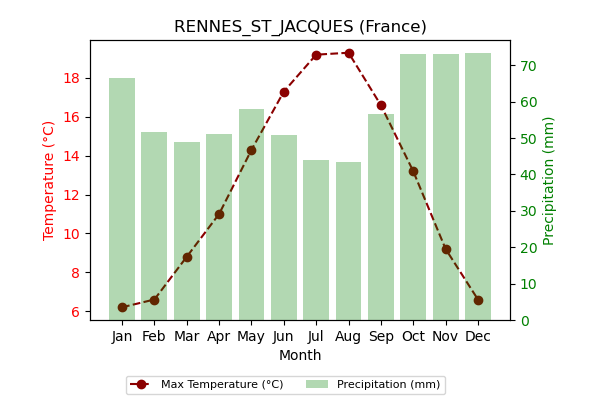 RENNES_ST_JACQUES (France)
18
16
14
12
10
8
6
Temperature (°C)
70
60
50
40
30
20
10
0
Precipitation (mm)
Jan Feb Mar Apr May Jun Jul Aug Sep Oct Nov Dec
Month
Max Temperature (°C) Precipitation (mm)